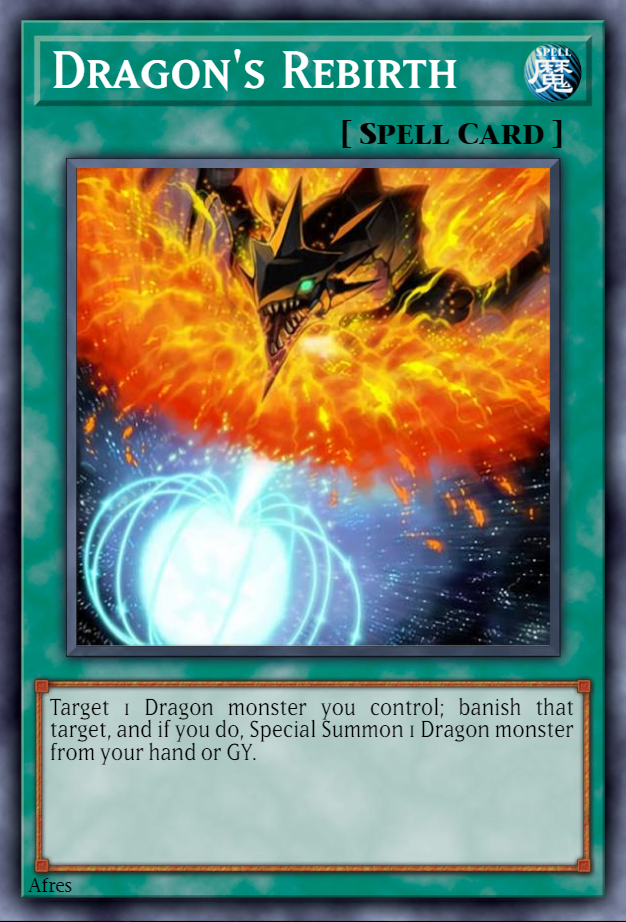 Dragon's Rebirth
SPELL
魔
[ Spell Card ]
Target 1 Dragon monster you control; banish that
target, and if you do, Special Summon 1 Dragon monster
from your hand or GY.
Afres